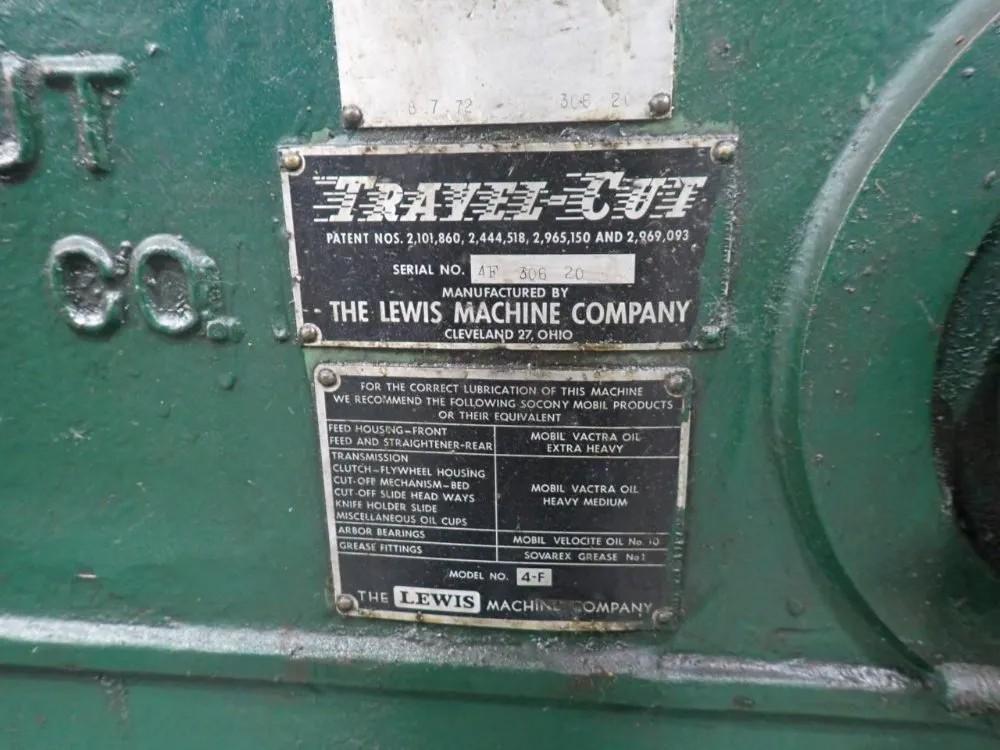 UT
CO.
8 7 72 306 20
TRAVEL-CUT
PATENT NOS. 2,101,860, 2,444,518, 2,965,150 AND 2,969,093
SERIAL NO. 4F 306 20
MANUFACTURED BY
THE LEWIS MACHINE COMPANY
CLEVELAND 27, OHIO
FOR THE CORRECT LUBRICATION OF THIS MACHINE
WE RECOMMEND THE FOLLOWING SOCONY MOBIL PRODUCTS
OR THEIR EQUIVALENT
FEED HOUSING-FRONT
FEED AND STRAIGHTENER-REAR
MOBIL VACTRA OIL
EXTRA HEAVY
TRANSMISSION
CLUTCH-FLYWHEEL HOUSING
CUT-OFF MECHANISM-BED
CUT-OFF SLIDE HEAD WAYS
KNIFE HOLDER SLIDE
MISCELLANEOUS OIL CUPS
MOBIL VACTRA OIL
HEAVY MEDIUM
ARBOR BEARINGS MOBIL VELOCITE OIL No. 10
GREASE FITTINGS SOVAREX GREASE No 1
MODEL NO. 4-F
THE LEWIS MACHINE COMPANY